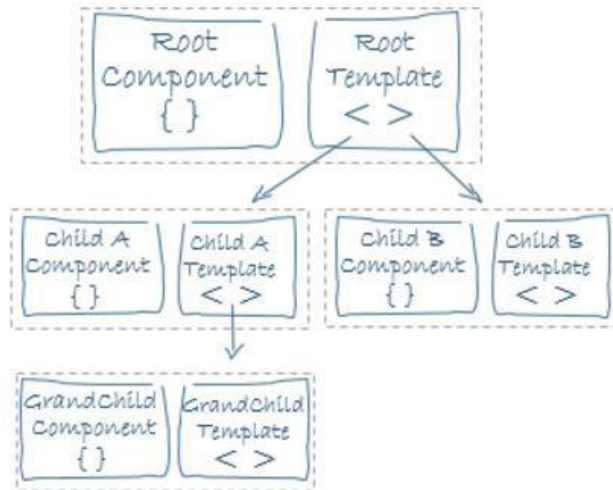 Root
Component
{ }
Root
Template
< >
Child A
Component
{ }
Child A
Template
< >
Child B
Component
{ }
Child B
Template
< >
GrandChild
Component
{ }
GrandChild
Template
< >